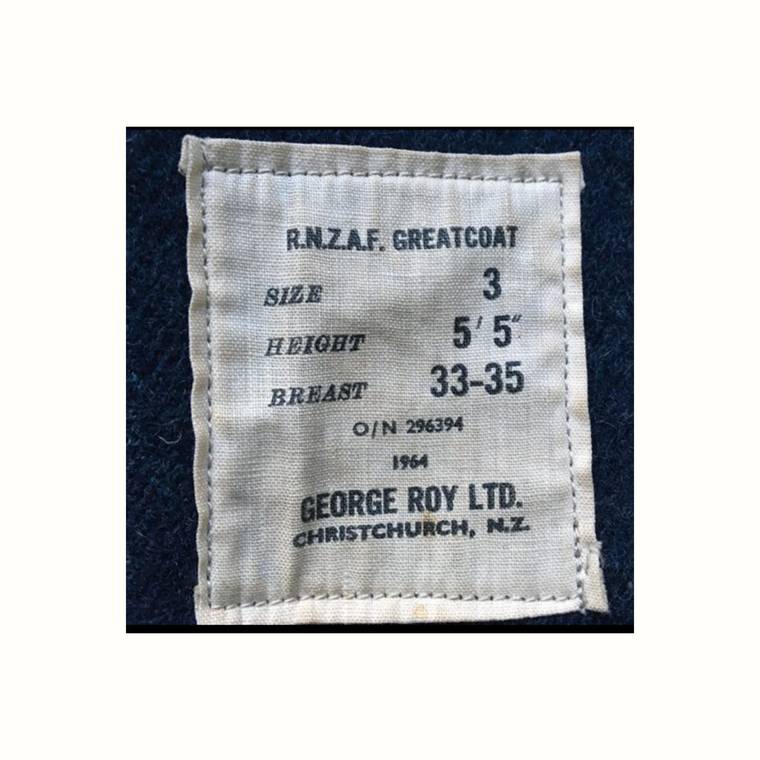 R.N.Z.A.F. GREATCOAT
SIZE 3
HEIGHT 5' 5"
BREAST 33-35
O/N 296394
1964
GEORGE ROY LTD.
CHRISTCHURCH, N.Z.